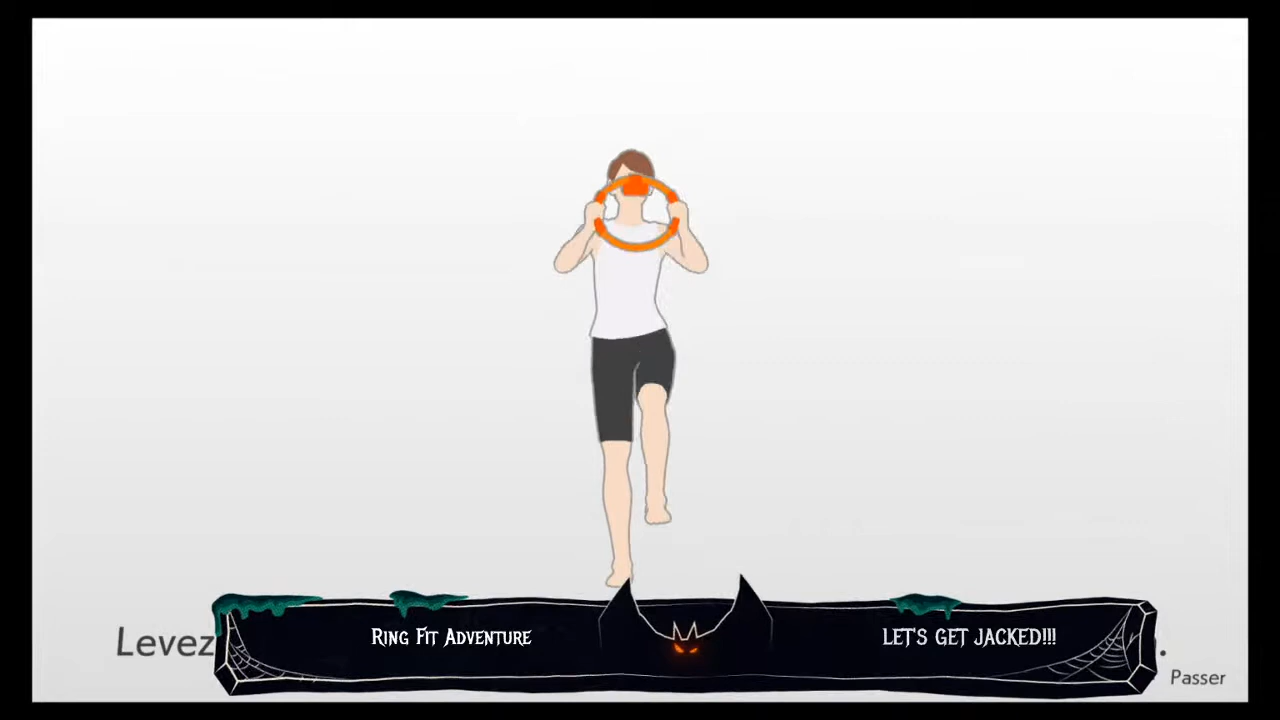 Levez
Ring Fit Adventure
LET'S GET JACKED!!!
.
Passer